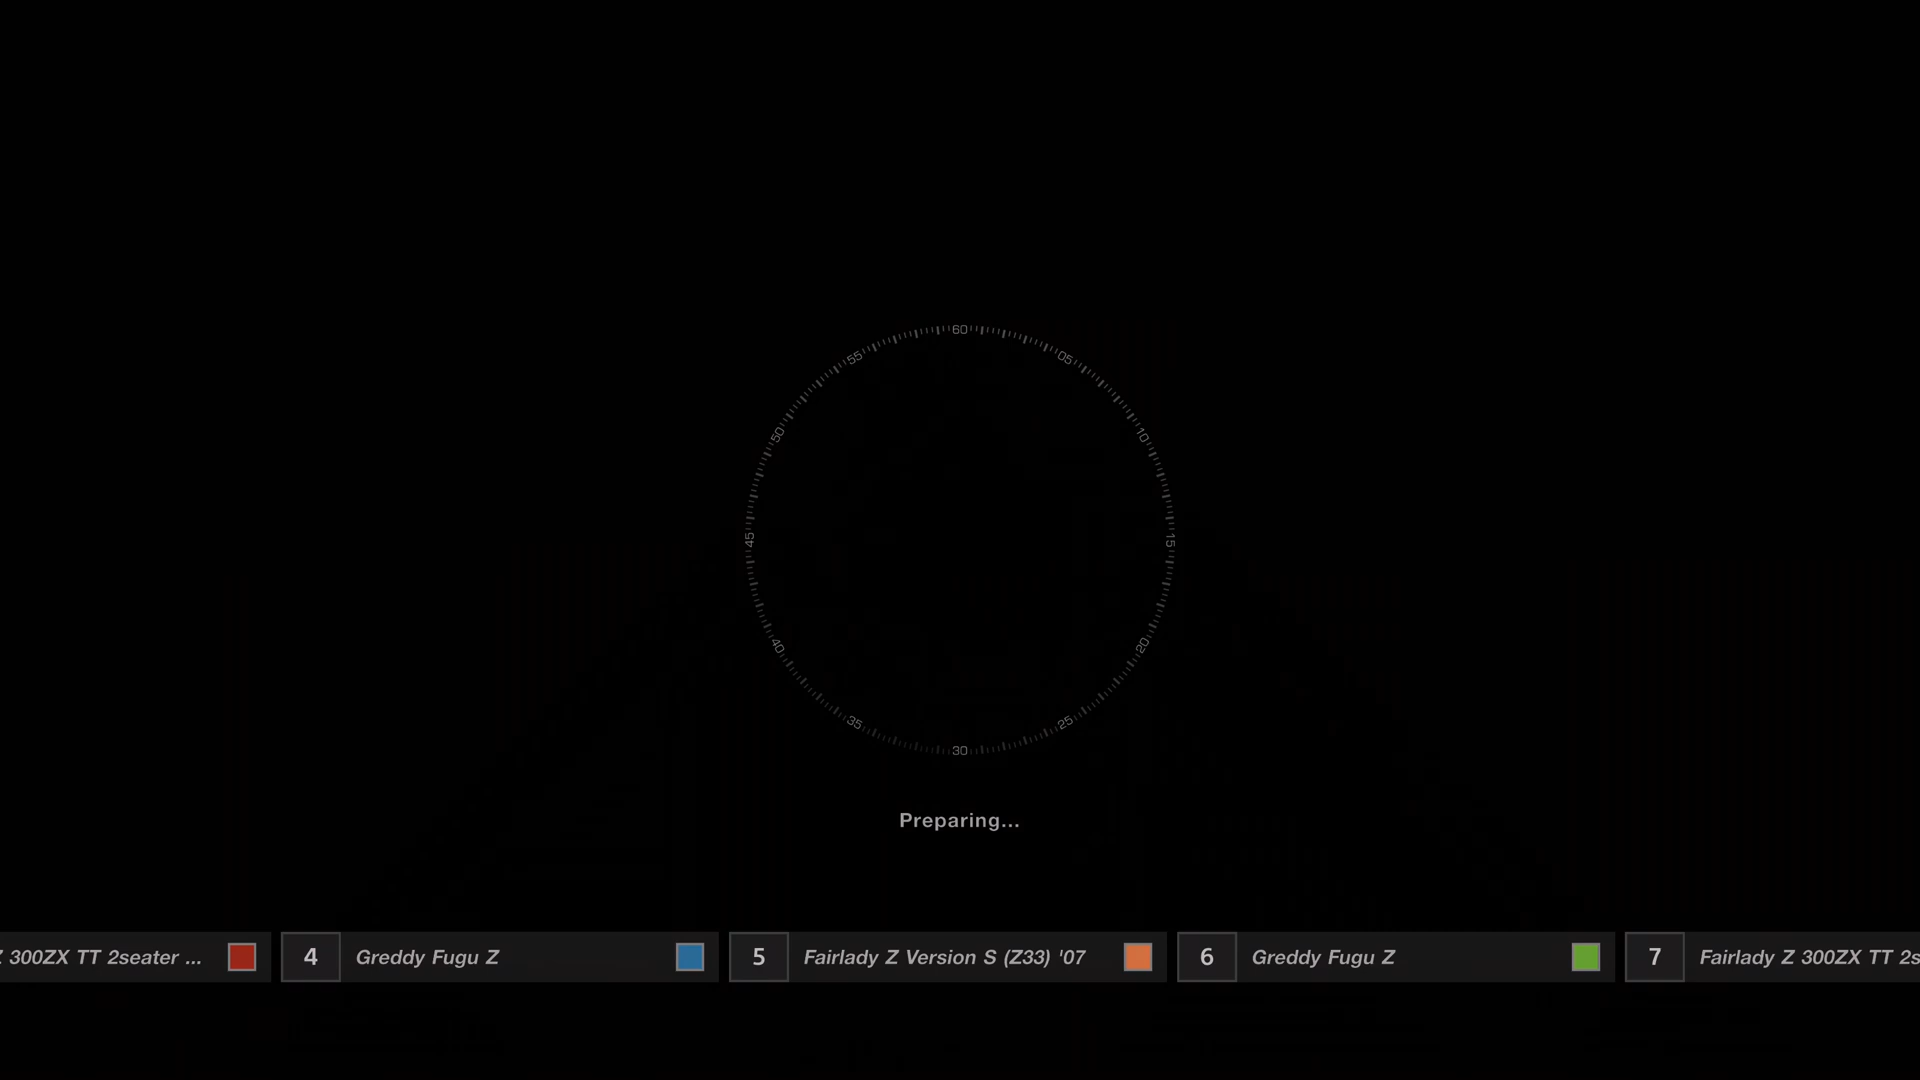 60
55
05
50
10
45
15
40
20
35
25
30
Preparing...
Z 300ZX TT 2seater ...
4 Greddy Fugu Z
5 Fairlady Z Version S (Z33) '07
6 Greddy Fugu Z
7 Fairlady Z 300ZX TT 2s